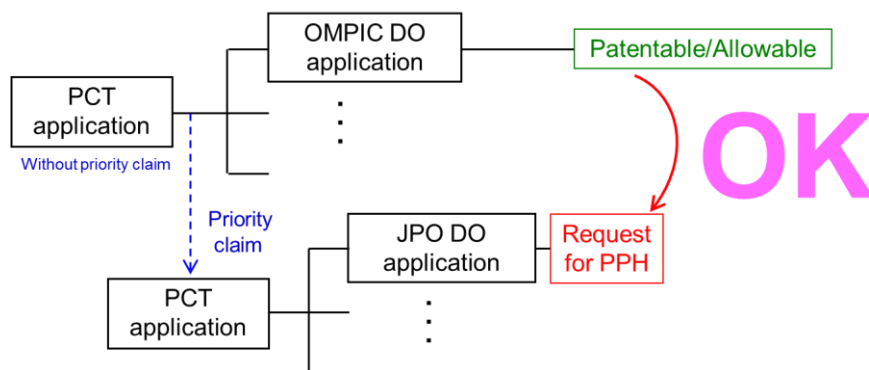 OMPIC DO
application
Patentable/Allowable
PCT
application
Without priority claim
OK
Priority
claim
JPO DO
application
Request
for PPH
PCT
application